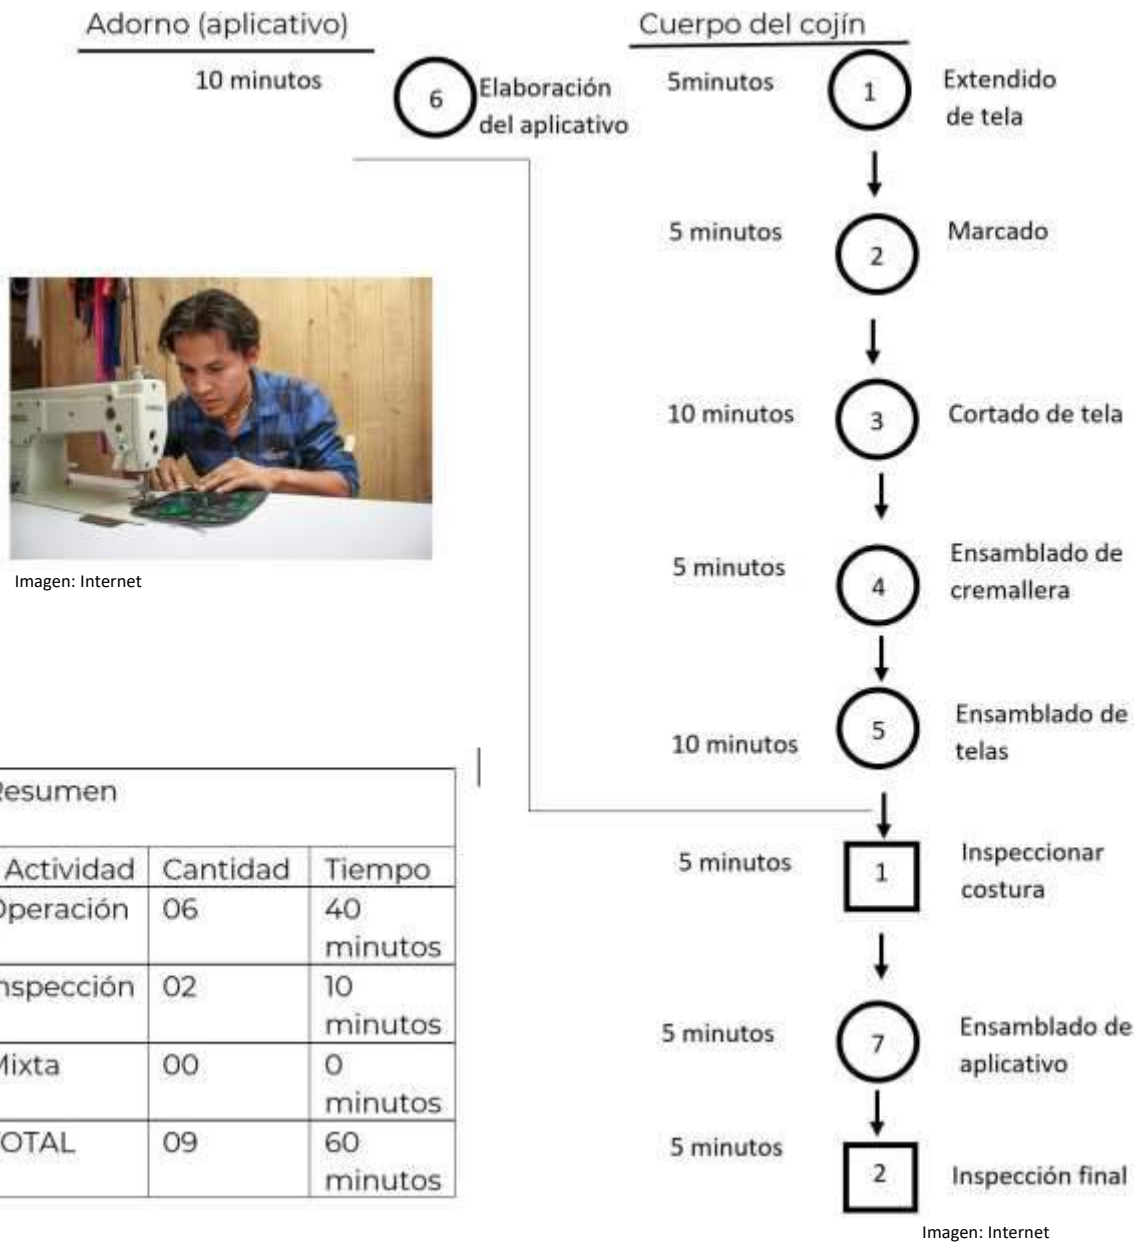 Adorno (aplicativo)
10 minutos
6
Elaboración
del aplicativo
Cuerpo del cojín
5minutos
1
Extendido
de tela
5 minutos
2
Marcado
10 minutos
3
Cortado de tela
5 minutos
4
Ensamblado de
cremallera
10 minutos
5
Ensamblado de
telas
5 minutos
1
Inspeccionar
costura
5 minutos
7
Ensamblado de
aplicativo
5 minutos
2
Inspección final
Imagen: Internet
Imagen: Internet
Resumen
Actividad Cantidad Tiempo
Operación 06 40
minutos
Inspección 02 10
minutos
Mixta 00 0
minutos
TOTAL 09 60
minutos